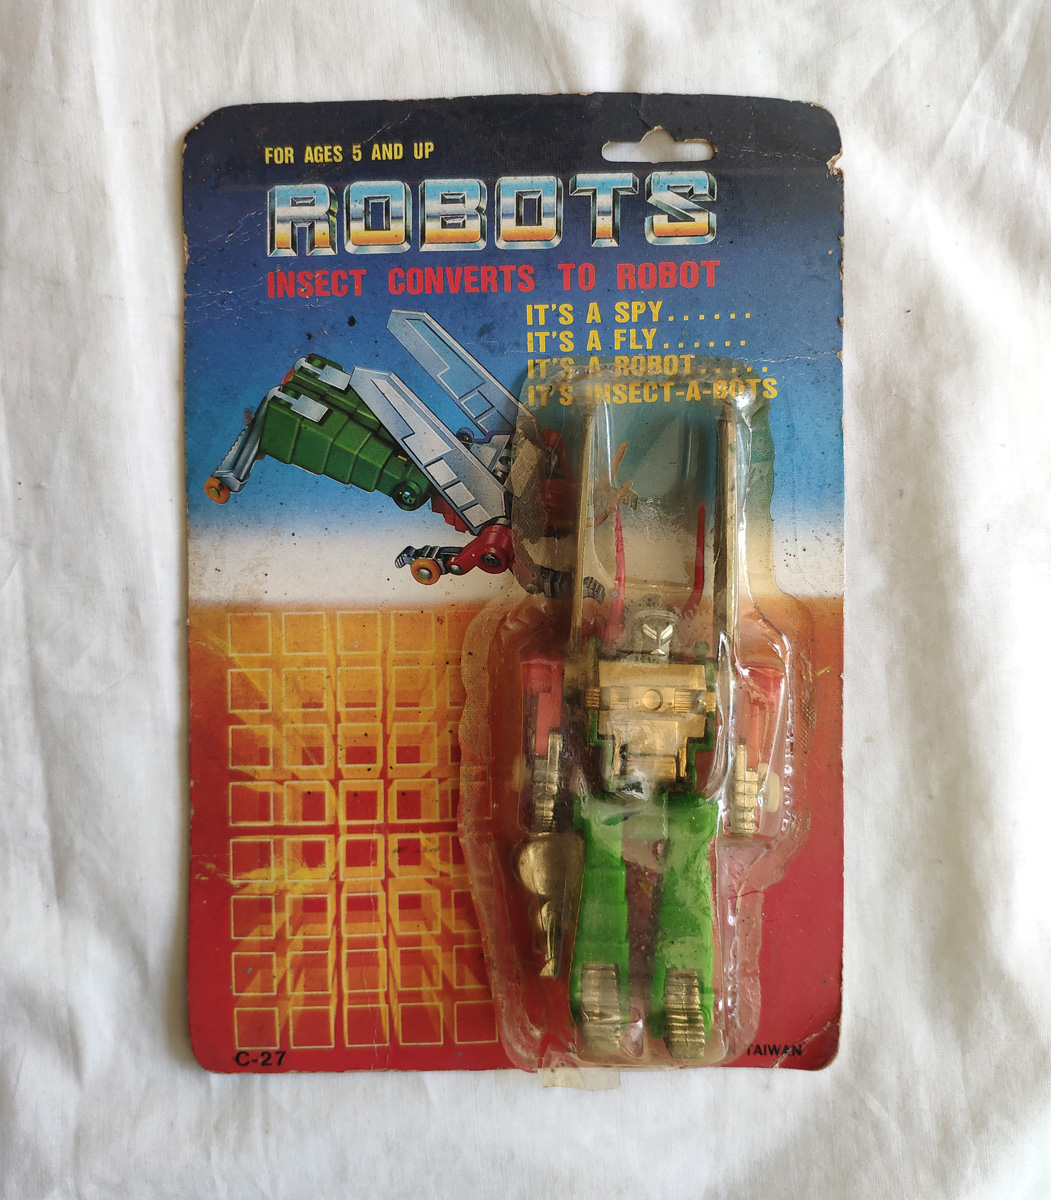 FOR AGES 5 AND UP
ROBOTS
INSECT CONVERTS TO ROBOT
IT'S A SPY......
IT'S A FLY......
IT'S A ROBOT.....
IT'S INSECT-A-BOTS
C-27
TAIWAN